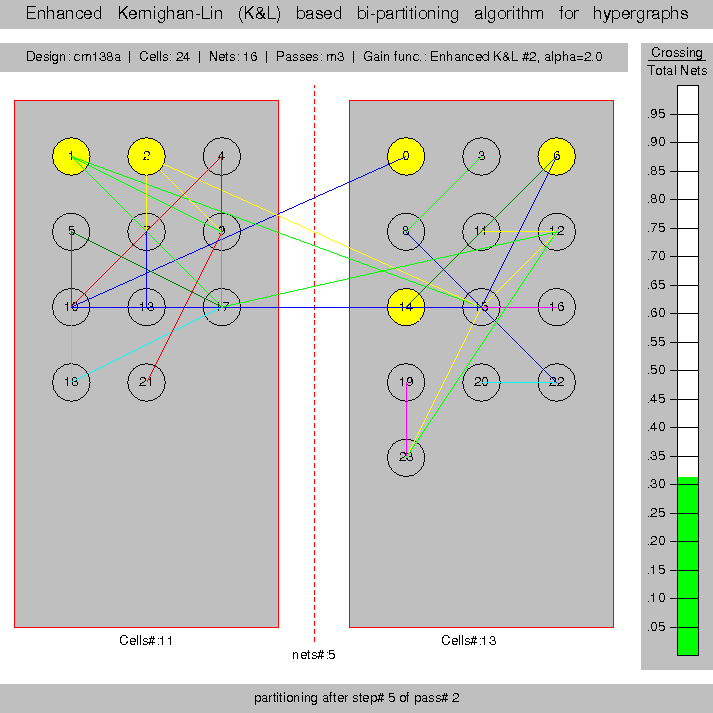 Enhanced Kernighan-Lin (K&L) based bi-partitioning algorithm for hypergraphs
Design: cm138a | Cells: 24 | Nets: 16 | Passes: m3 | Gain func.: Enhanced K&L #2, alpha=2.0
Crossing
Total Nets
.95
.90
.85
.80
.75
.70
.65
.60
.55
.50
.45
.40
.35
.30
.25
.20
.15
.10
.05
1 2 4 0 3 6
5 7 9 8 11 12
10 13 17 14 15 16
18 21 19 20 22
23
Cells#:11
Cells#:13
nets#:5
partitioning after step# 5 of pass# 2